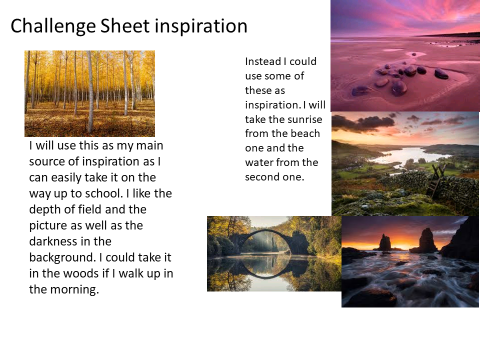 Challenge Sheet inspiration
I will use this as my main
source of inspiration as I
can easily take it on the
way up to school. I like the
depth of field and the
picture as well as the
darkness in the
background. I could take it
in the woods if I walk up in
the morning.
Instead I could
use some of
these as
inspiration. I will
take the sunrise
from the beach
one and the
water from the
second one.